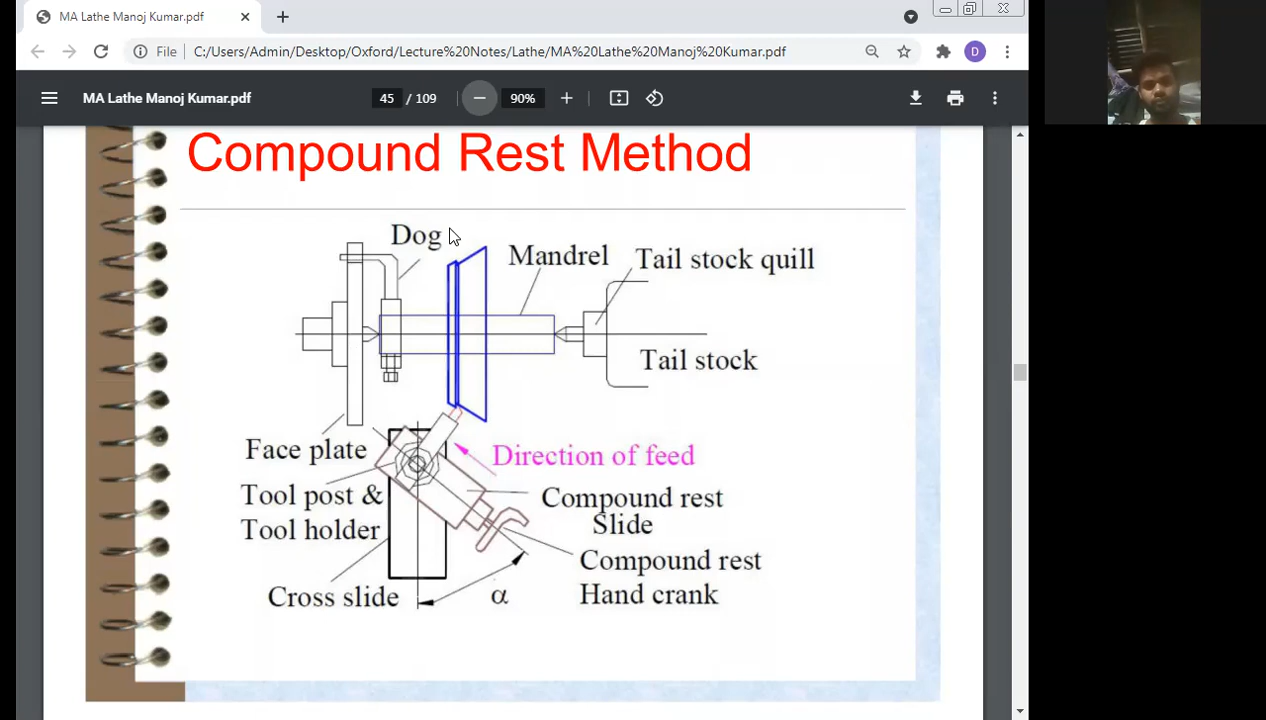 MA Lathe Manoj Kumar.pdf
File
C:/Users/Admin/Desktop/Oxford/Lecture%20Notes/Lathe/MA%20Lathe%20Manoj%20Kumar.pdf
D
MA Lathe Manoj Kumar.pdf
45 / 109
90%
Compound Rest Method
Dog
Mandrel
Tail stock quill
Tail stock
Face plate
Direction of feed
Tool post &
Tool holder
Compound rest
Slide
Compound rest
Hand crank
Cross slide
α